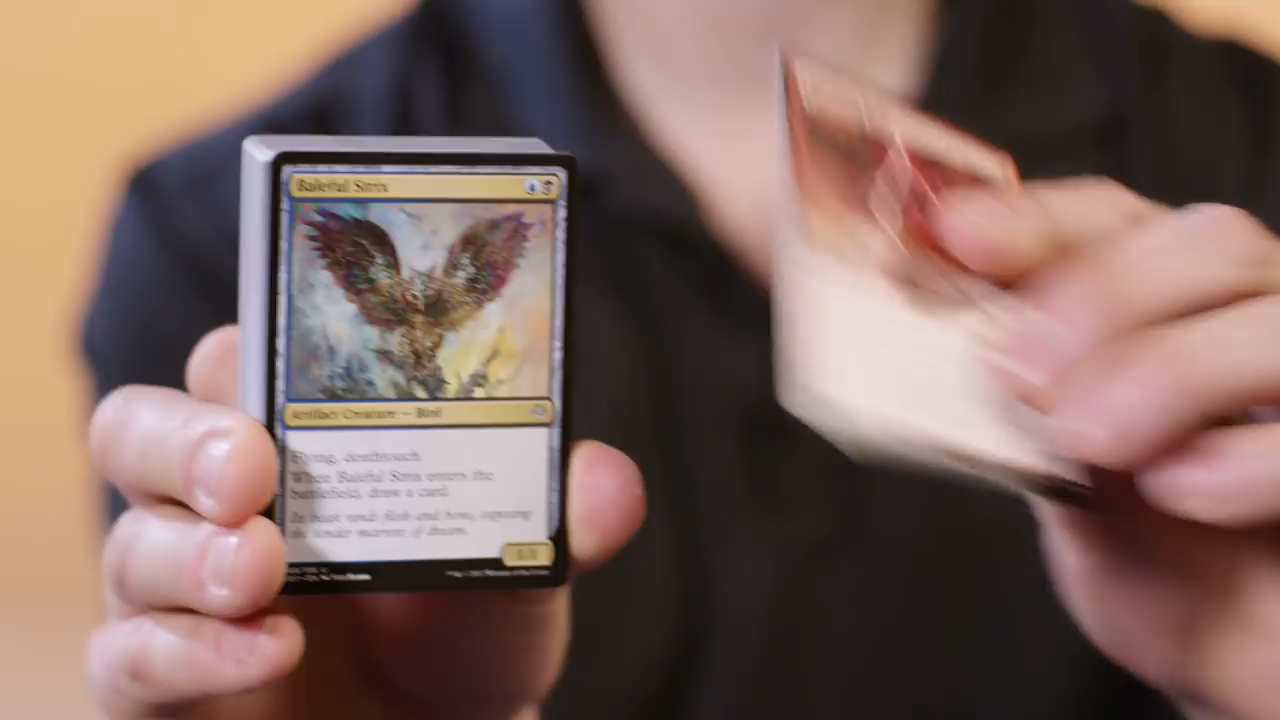 Baleful Strix
Artifact Creature — Bird
Flying, deathtouch
When Baleful Strix enters the
battlefield, draw a card.
Its beak rends flesh and bone, exposing
the tender marrow of dream.
1/1